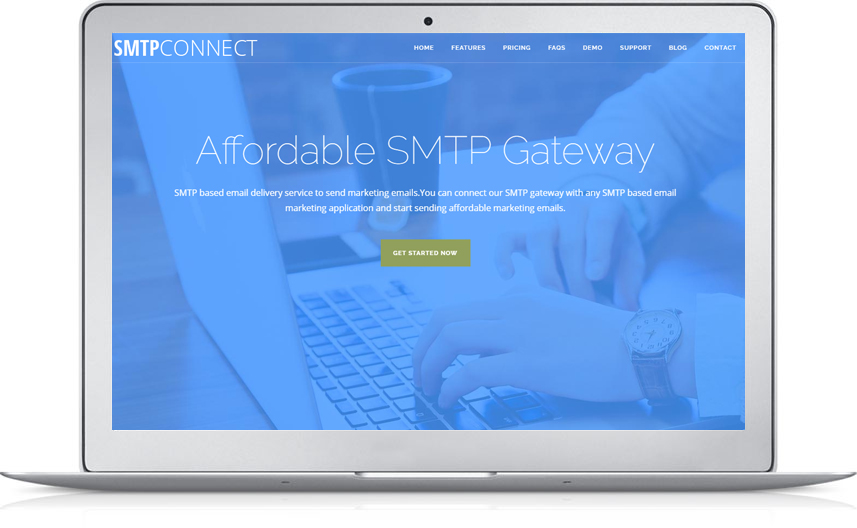 SMTPCONNECT
HOME FEATURES PRICING FAQS DEMO SUPPORT BLOG CONTACT
Affordable SMTP Gateway
SMTP based email delivery service to send marketing emails.You can connect our SMTP gateway with any SMTP based email
marketing application and start sending affordable marketing emails.
GET STARTED NOW